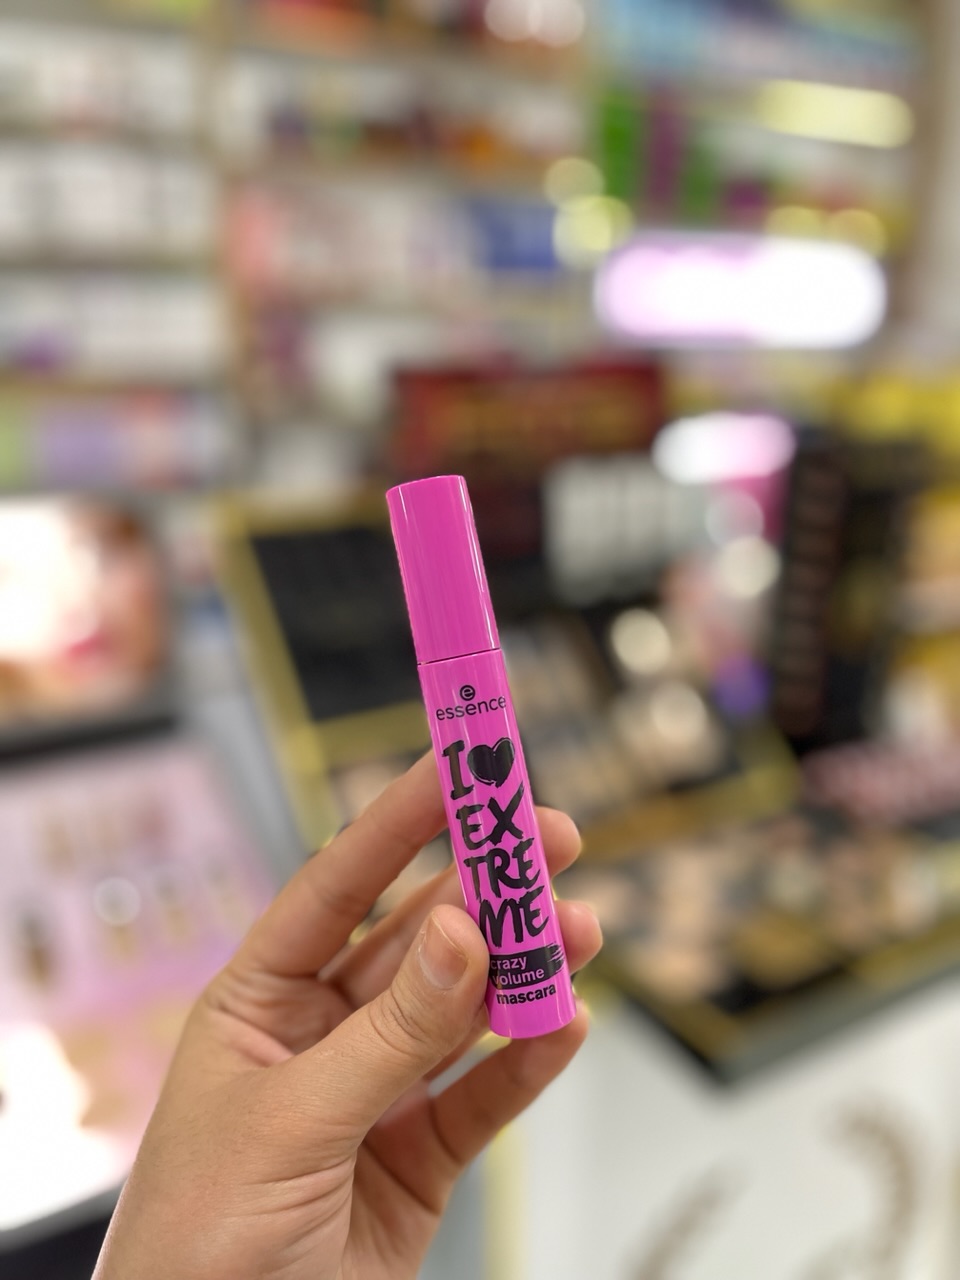 e
essence
I ♥
EX
TRE
ME
crazy
volume
mascara